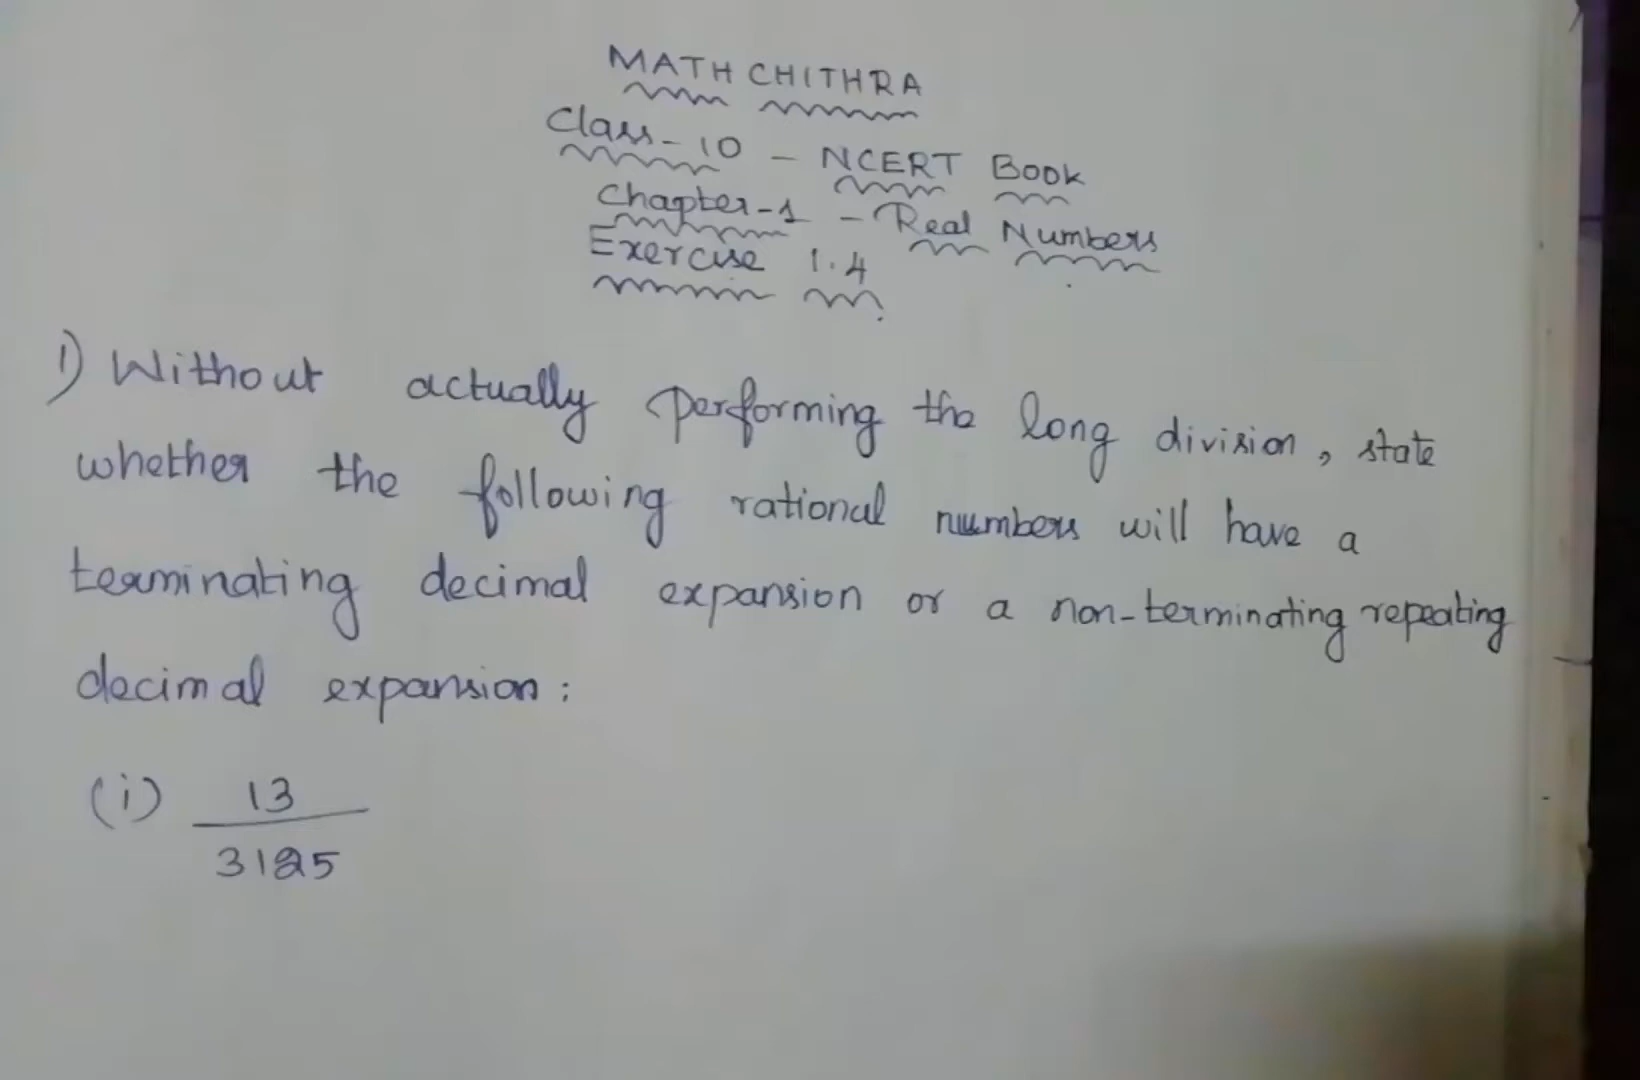 MATH CHITHRA
Class-10 - NCERT Book
Chapter-1 - Real Numbers
Exercise 1.4
1) Without actually performing the long division, state
whether the following rational numbers will have a
terminating decimal expansion or a non-terminating repeating
decimal expansion:
(i) 13
3125